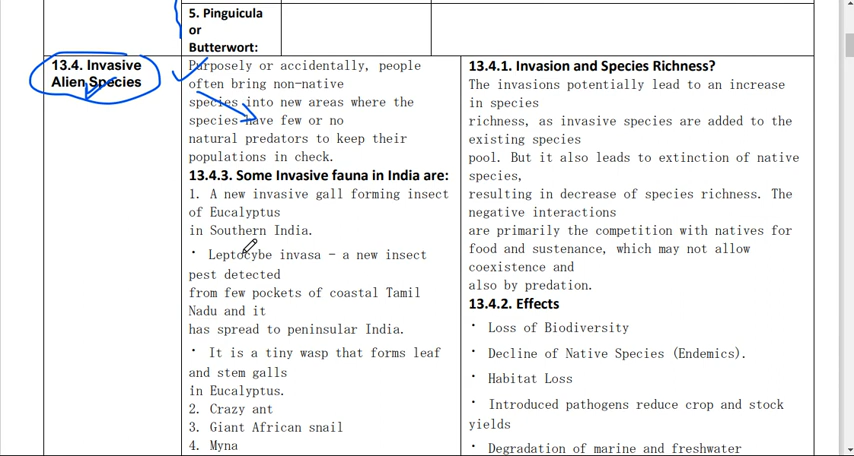 5. Pinguicula
or
Butterwort:
13.4. Invasive
Alien Species
Purposely or accidentally, people
often bring non-native
species into new areas where the
species have few or no
natural predators to keep their
populations in check.
13.4.3. Some Invasive fauna in India are:
1. A new invasive gall forming insect
of Eucalyptus
in Southern India.
· Leptocybe invasa - a new insect
pest detected
from few pockets of coastal Tamil
Nadu and it
has spread to peninsular India.
· It is a tiny wasp that forms leaf
and stem galls
in Eucalyptus.
2. Crazy ant
3. Giant African snail
4. Myna
13.4.1. Invasion and Species Richness?
The invasions potentially lead to an increase
in species
richness, as invasive species are added to the
existing species
pool. But it also leads to extinction of native
species,
resulting in decrease of species richness. The
negative interactions
are primarily the competition with natives for
food and sustenance, which may not allow
coexistence and
also by predation.
13.4.2. Effects
· Loss of Biodiversity
· Decline of Native Species (Endemics).
· Habitat Loss
· Introduced pathogens reduce crop and stock
yields
· Degradation of marine and freshwater